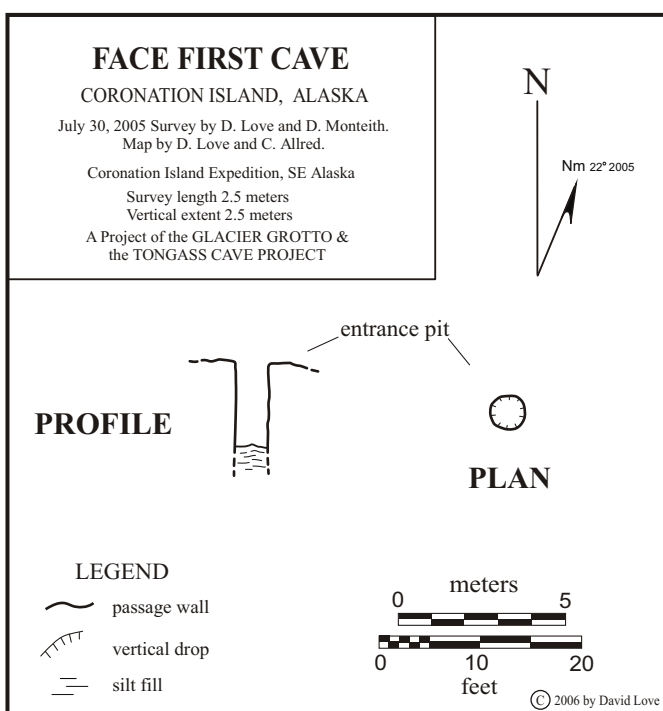 FACE FIRST CAVE
CORONATION ISLAND, ALASKA
July 30, 2005 Survey by D. Love and D. Monteith.
Map by D. Love and C. Allred.
Coronation Island Expedition, SE Alaska
Survey length 2.5 meters
Vertical extent 2.5 meters
A Project of the GLACIER GROTTO &
the TONGASS CAVE PROJECT
N
Nm 22° 2005
entrance pit
PROFILE
PLAN
LEGEND
passage wall
vertical drop
silt fill
meters
0 5
0 10 20
feet
© 2006 by David Love